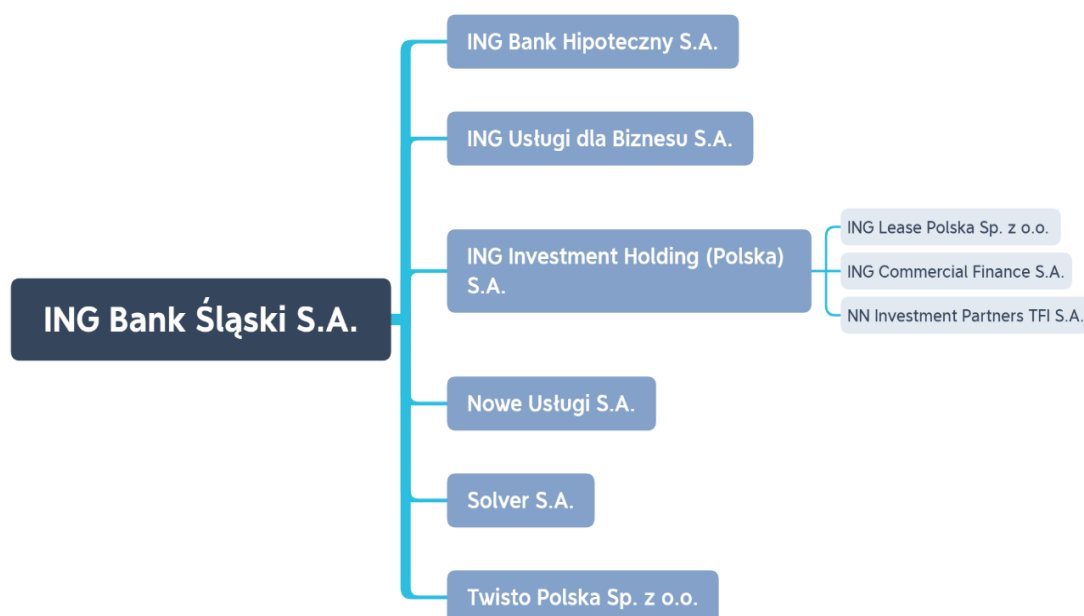 ING Bank Śląski S.A.
ING Bank Hipoteczny S.A.
ING Usługi dla Biznesu S.A.
ING Investment Holding (Polska)
S.A.
ING Lease Polska Sp. z o.o.
ING Commercial Finance S.A.
NN Investment Partners TFI S.A.
Nowe Usługi S.A.
Solver S.A.
Twisto Polska Sp. z o.o.